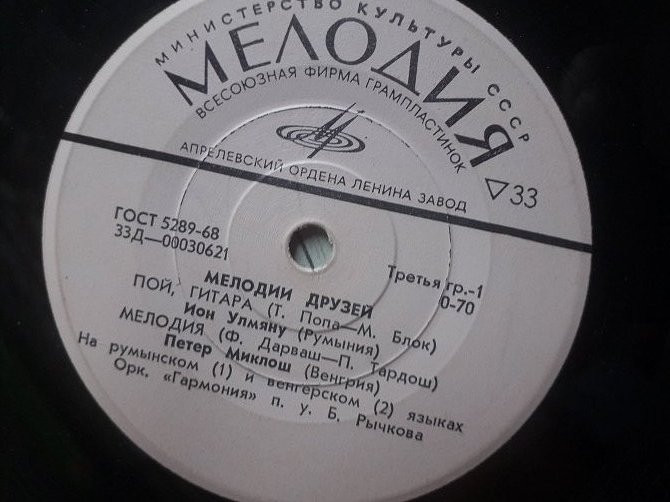 МИНИСТЕРСТВО КУЛЬТУРЫ СССР
МЕЛОДИЯ
ВСЕСОЮЗНАЯ ФИРМА ГРАМПЛАСТИНОК
АПРЕЛЕВСКИЙ ОРДЕНА ЛЕНИНА ЗАВОД
33
ГОСТ 5289-68
33Д—00030621
Третья гр.-1
0-70
МЕЛОДИИ ДРУЗЕЙ
ПОЙ, ГИТАРА (Т. Попа—М. Блок)
Ион Улмяну (Румыния)
МЕЛОДИЯ (Ф. Дарваш—П. Тардош)
Петер Миклош (Венгрия)
На румынском (1) и венгерском (2) языках
Орк. «Гармония» п. у. Б. Рычкова